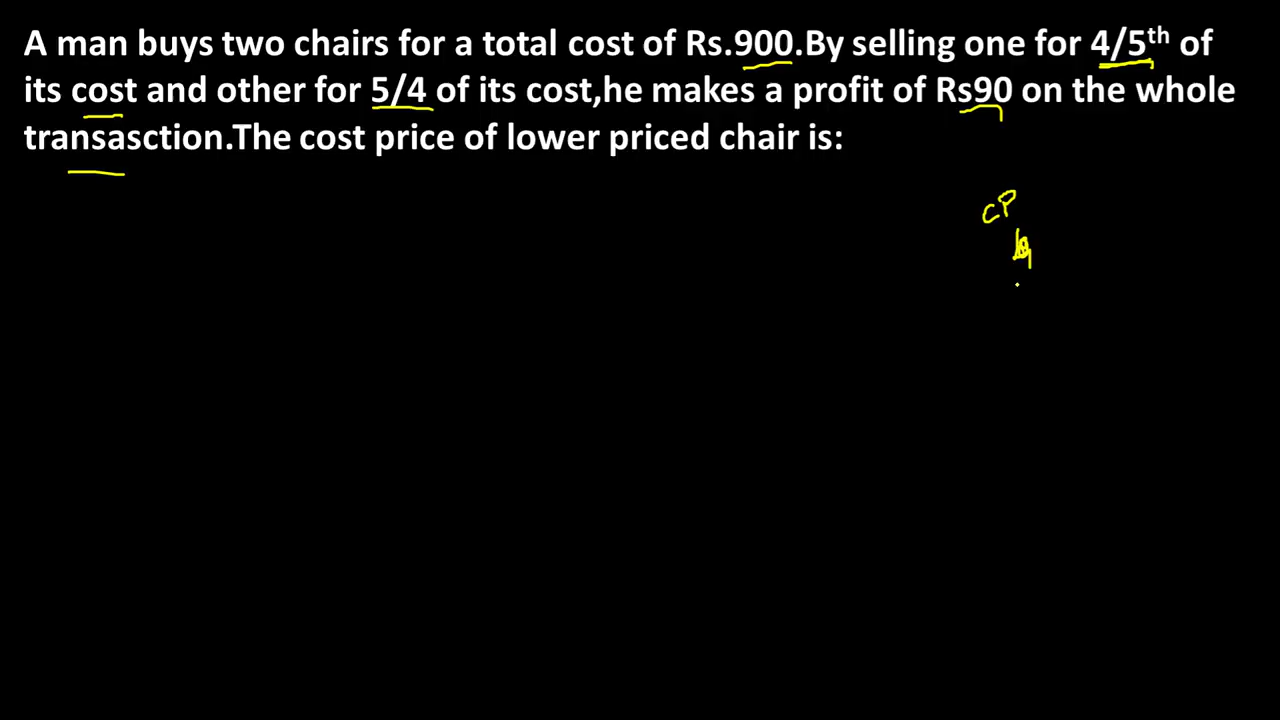 A man buys two chairs for a total cost of Rs.900.By selling one for 4/5th of
its cost and other for 5/4 of its cost,he makes a profit of Rs90 on the whole
transasction.The cost price of lower priced chair is:
CP